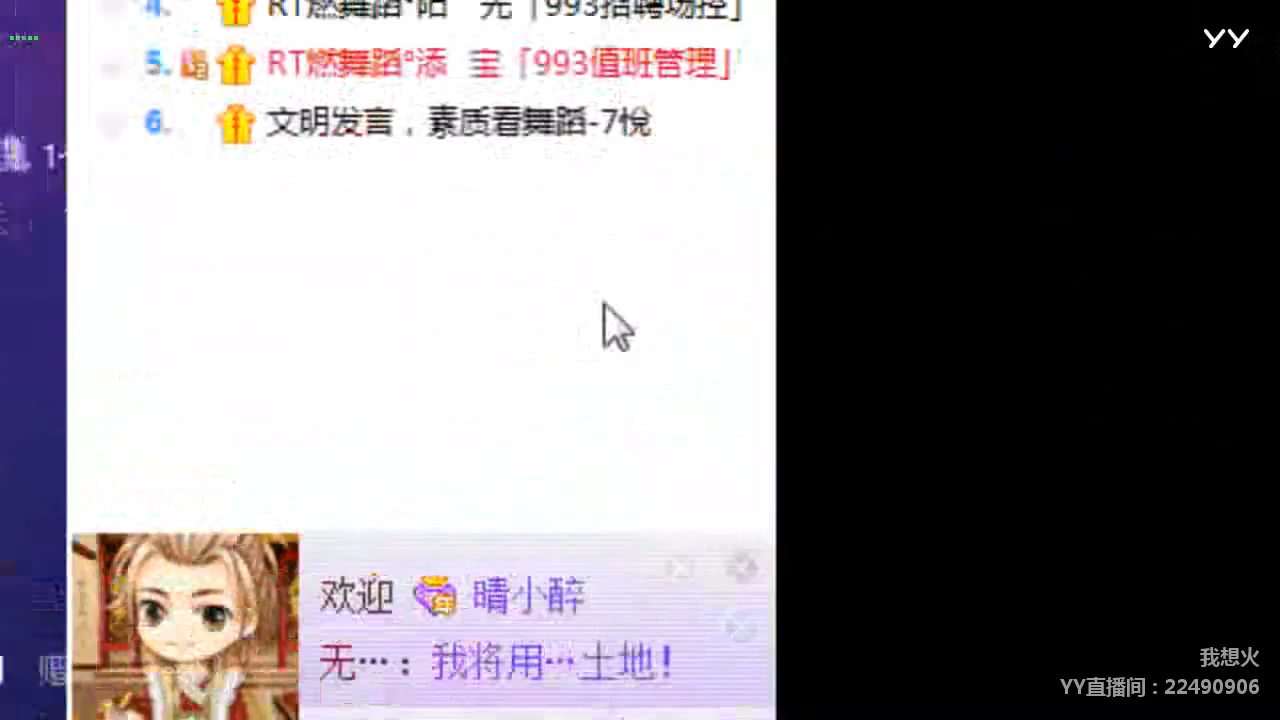 4. RT燃舞蹈°阳 光「993招聘场控」
YY
5. RT燃舞蹈°添 宝「993值班管理」
6. 文明发言，素质看舞蹈-7悦
欢迎 晴小醉
无…：我将用…土地！
我想火
YY直播间：22490906